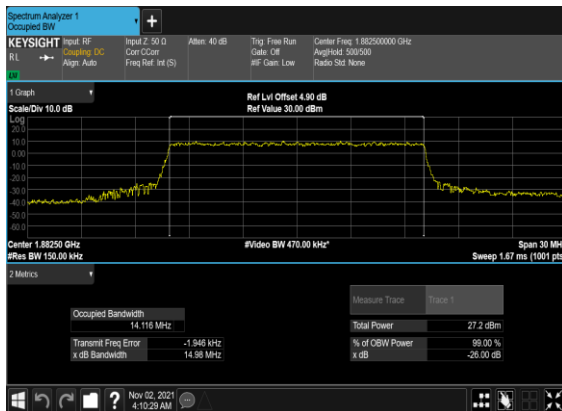 Spectrum Analyzer 1
Occupied BW
KEYSIGHT
RL
Input: RF
Coupling: DC
Align: Auto
Input Z: 50 Ω
Corr CCorr
Freq Ref: Int (S)
Atten: 40 dB
Trig: Free Run
Gate: Off
#IF Gain: Low
Center Freq: 1.882500000 GHz
Avg|Hold: 500/500
Radio Std: None
1 Graph
Scale/Div 10.0 dB
Ref Lvl Offset 4.90 dB
Ref Value 30.00 dBm
Log
20.0
10.0
0.00
-10.0
-20.0
-30.0
-40.0
-50.0
-60.0
Center 1.88250 GHz
#Res BW 150.00 kHz
#Video BW 470.00 kHz*
Span 30 MH
Sweep 1.67 ms (1001 pts
2 Metrics
Occupied Bandwidth
14.116 MHz
Transmit Freq Error -1.946 kHz
x dB Bandwidth 14.98 MHz
Measure Trace Trace 1
Total Power 27.2 dBm
% of OBW Power 99.00 %
x dB -26.00 dB
?
Nov 02, 2021
4:10:29 AM